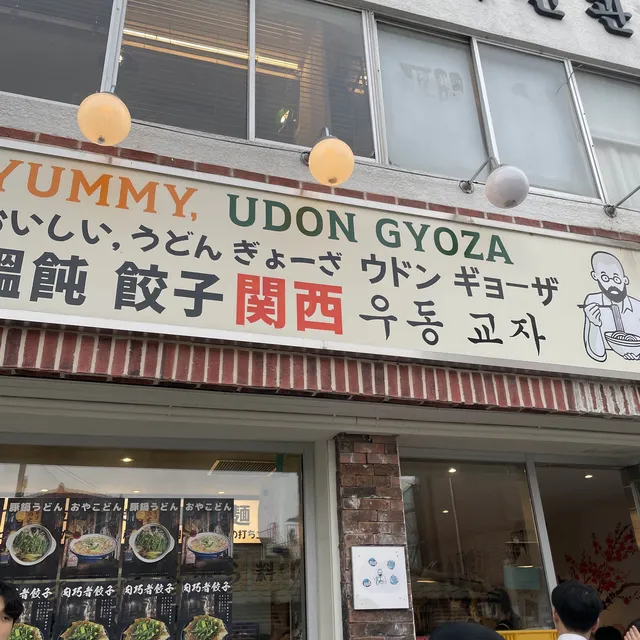 YUMMY, UDON GYOZA
おいしい, うどん ぎょーざ ウドン ギョーザ
饂飩 餃子 関西 우동 교자
豚鍋うどん おやこどん 豚鍋うどん おやこどん
肉巧者餃子 肉巧者餃子 肉巧者餃子 肉巧者餃子